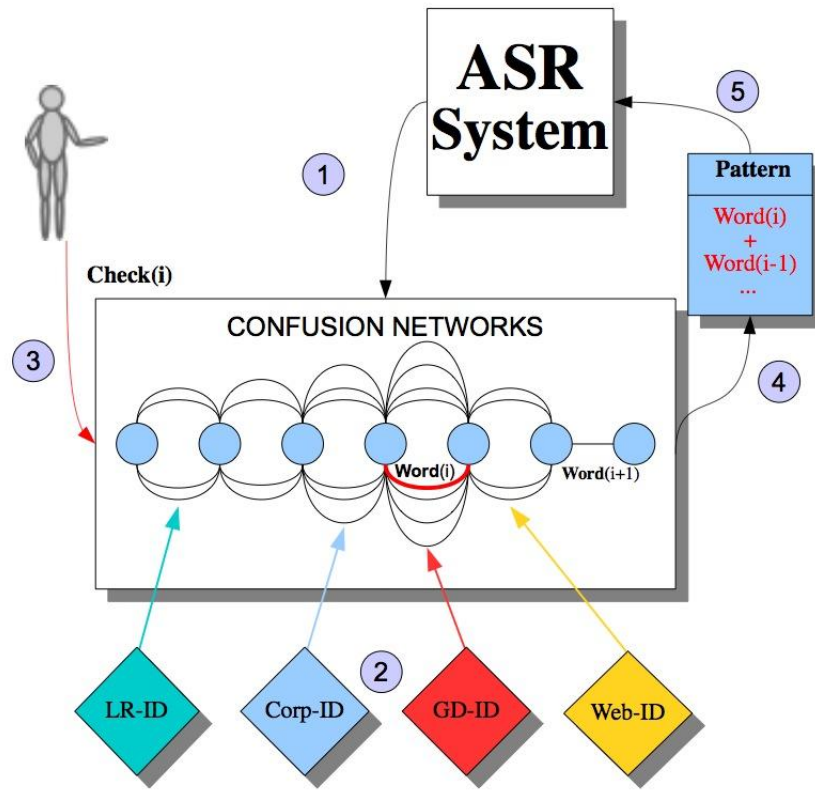 ASR
System
5
1
Pattern
Word(i)
+
Word(i-1)
...
Check(i)
CONFUSION NETWORKS
3
4
Word(i)
Word(i+1)
2
LR-ID
Corp-ID
GD-ID
Web-ID